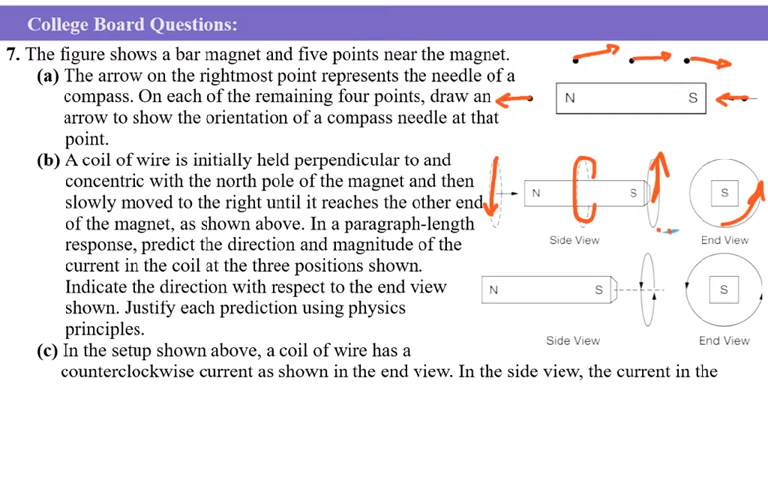 College Board Questions:
7. The figure shows a bar magnet and five points near the magnet.
(a) The arrow on the rightmost point represents the needle of a
compass. On each of the remaining four points, draw an
arrow to show the orientation of a compass needle at that
point.
N S
(b) A coil of wire is initially held perpendicular to and
concentric with the north pole of the magnet and then
slowly moved to the right until it reaches the other end
of the magnet, as shown above. In a paragraph-length
response, predict the direction and magnitude of the
current in the coil at the three positions shown.
Indicate the direction with respect to the end view
shown. Justify each prediction using physics
principles.
N S S
Side View End View
N S S
Side View End View
(c) In the setup shown above, a coil of wire has a
counterclockwise current as shown in the end view. In the side view, the current in the